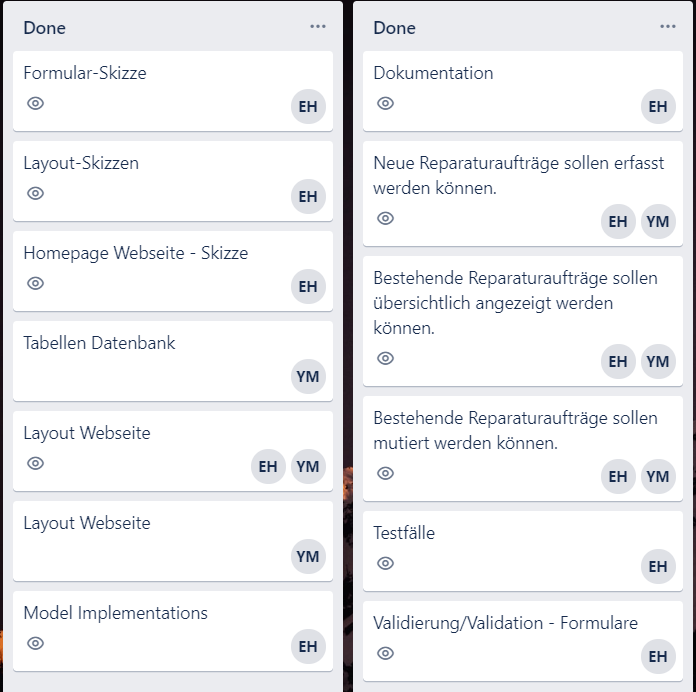 Done
Formular-Skizze
EH
Layout-Skizzen
EH
Homepage Webseite - Skizze
EH
Tabellen Datenbank
YM
Layout Webseite
EH YM
Layout Webseite
YM
Model Implementations
EH
Done
Dokumentation
EH
Neue Reparaturaufträge sollen erfasst
werden können.
EH YM
Bestehende Reparaturaufträge sollen
übersichtlich angezeigt werden
können.
EH YM
Bestehende Reparaturaufträge sollen
mutiert werden können.
EH YM
Testfälle
EH
Validierung/Validation - Formulare
EH